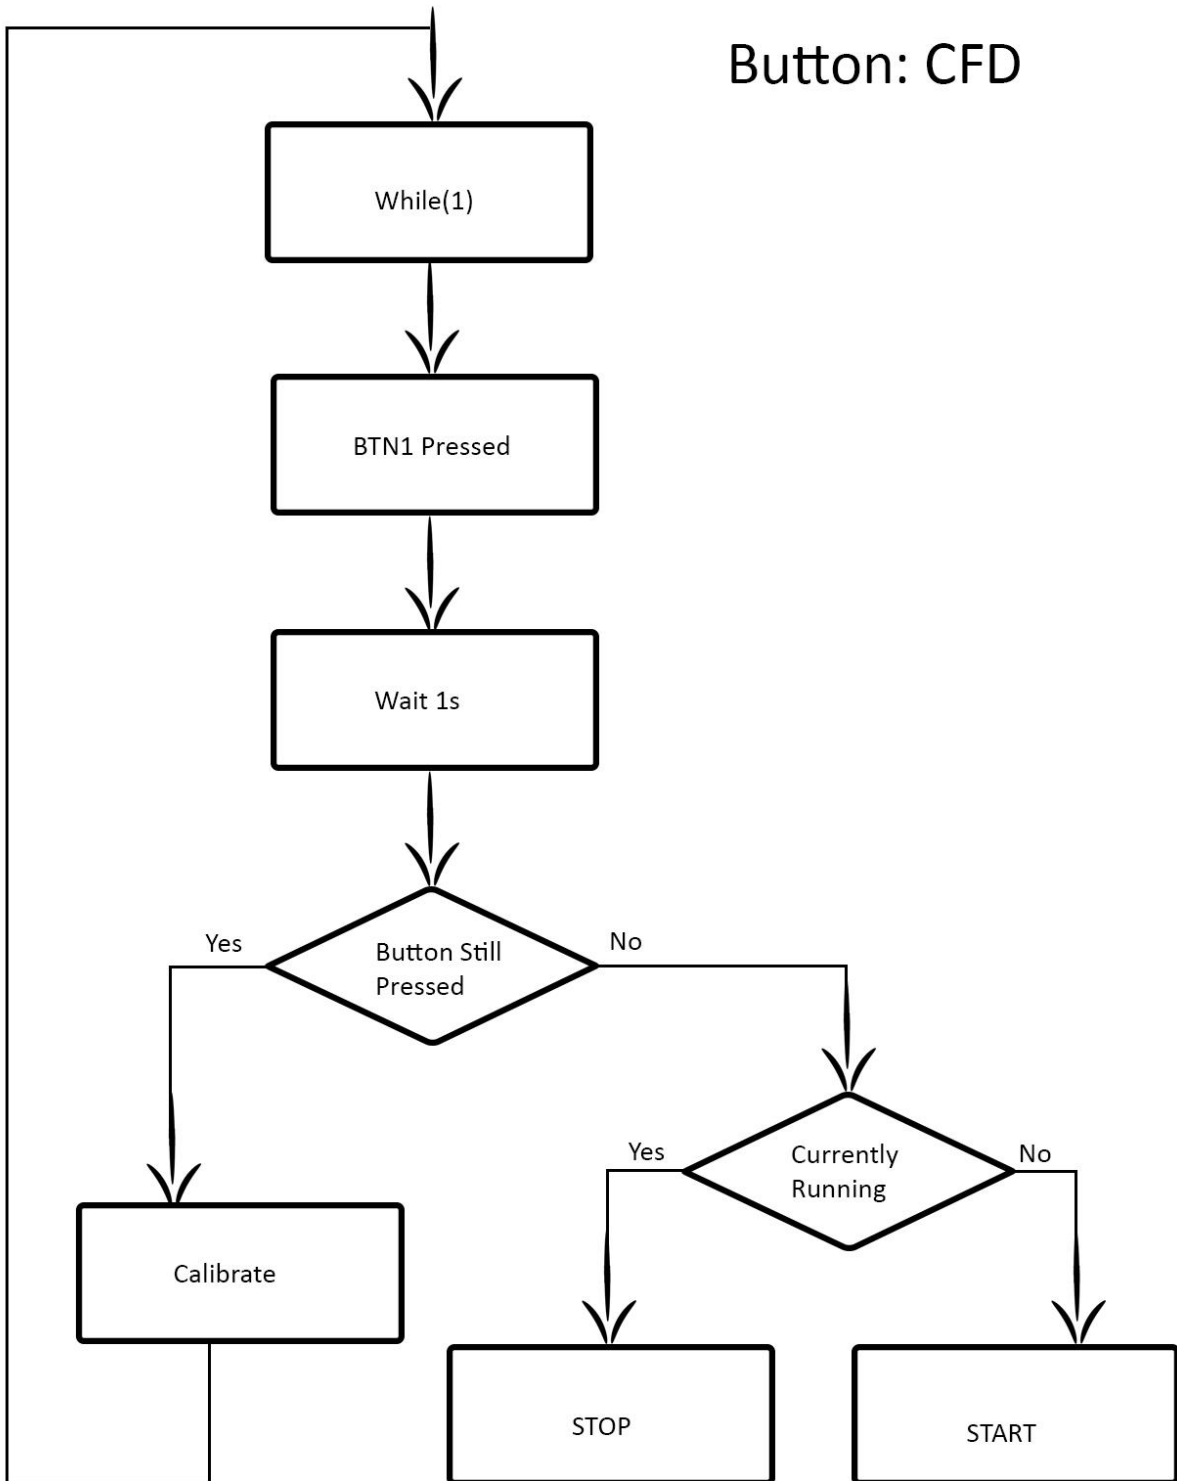 Button: CFD
While(1)
BTN1 Pressed
Wait 1s
Yes
Button Still
Pressed
No
Yes
Currently
Running
No
Calibrate
STOP
START